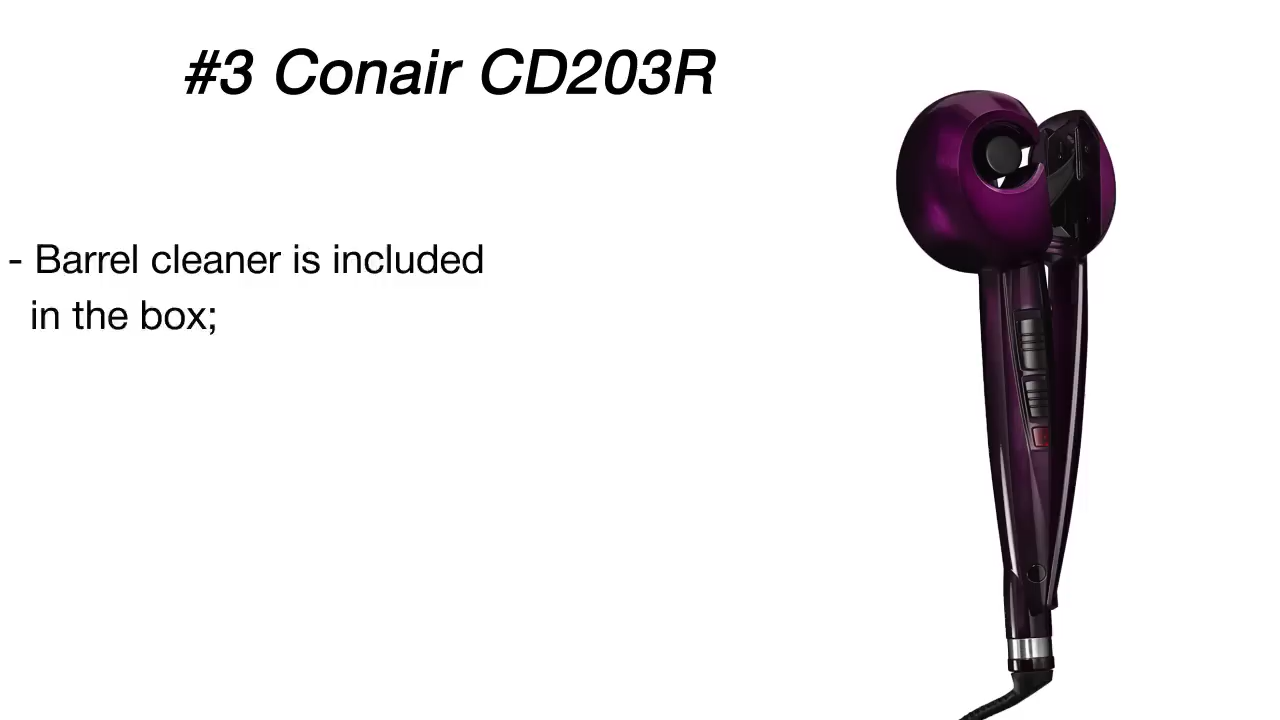 #3 Conair CD203R
- Barrel cleaner is included
in the box;